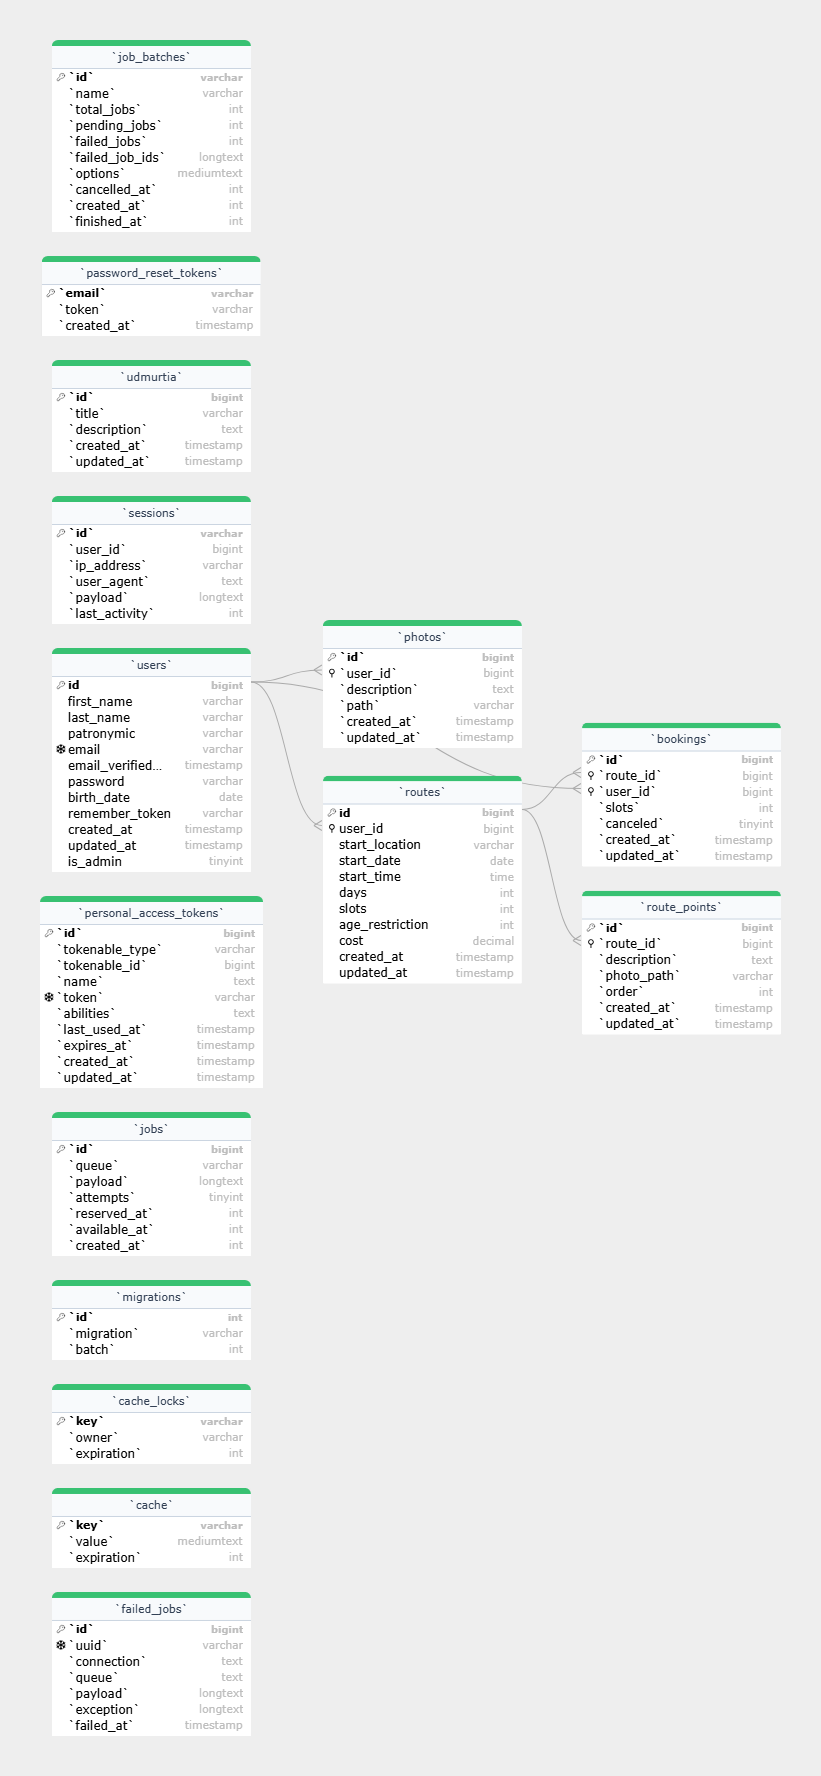 `job_batches`
`id` varchar
`name` varchar
`total_jobs` int
`pending_jobs` int
`failed_jobs` int
`failed_job_ids` longtext
`options` mediumtext
`cancelled_at` int
`created_at` int
`finished_at` int
`password_reset_tokens`
`email` varchar
`token` varchar
`created_at` timestamp
`udmurtia`
`id` bigint
`title` varchar
`description` text
`created_at` timestamp
`updated_at` timestamp
`sessions`
`id` varchar
`user_id` bigint
`ip_address` varchar
`user_agent` text
`payload` longtext
`last_activity` int
`users`
id bigint
first_name varchar
last_name varchar
patronymic varchar
email varchar
email_verified... timestamp
password varchar
birth_date date
remember_token varchar
created_at timestamp
updated_at timestamp
is_admin tinyint
`personal_access_tokens`
`id` bigint
`tokenable_type` varchar
`tokenable_id` bigint
`name` text
`token` varchar
`abilities` text
`last_used_at` timestamp
`expires_at` timestamp
`created_at` timestamp
`updated_at` timestamp
`jobs`
`id` bigint
`queue` varchar
`payload` longtext
`attempts` tinyint
`reserved_at` int
`available_at` int
`created_at` int
`migrations`
`id` int
`migration` varchar
`batch` int
`cache_locks`
`key` varchar
`owner` varchar
`expiration` int
`cache`
`key` varchar
`value` mediumtext
`expiration` int
`failed_jobs`
`id` bigint
`uuid` varchar
`connection` text
`queue` text
`payload` longtext
`exception` longtext
`failed_at` timestamp
`photos`
`id` bigint
`user_id` bigint
`description` text
`path` varchar
`created_at` timestamp
`updated_at` timestamp
`routes`
id bigint
user_id bigint
start_location varchar
start_date date
start_time time
days int
slots int
age_restriction int
cost decimal
created_at timestamp
updated_at timestamp
`bookings`
`id` bigint
`route_id` bigint
`user_id` bigint
`slots` int
`canceled` tinyint
`created_at` timestamp
`updated_at` timestamp
`route_points`
`id` bigint
`route_id` bigint
`description` text
`photo_path` varchar
`order` int
`created_at` timestamp
`updated_at` timestamp